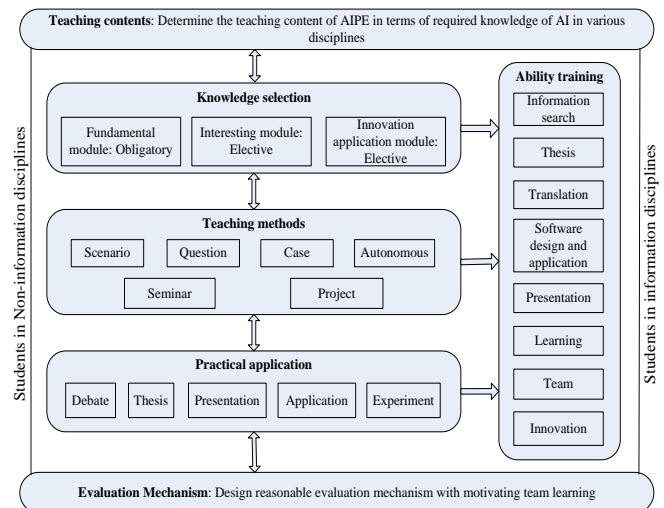 Teaching contents: Determine the teaching content of AIPE in terms of required knowledge of AI in various
disciplines
Students in Non-information disciplines
Knowledge selection
Fundamental
module: Obligatory
Interesting module:
Elective
Innovation
application module:
Elective
Teaching methods
Scenario
Question
Case
Autonomous
Seminar
Project
Practical application
Debate
Thesis
Presentation
Application
Experiment
Ability training
Information
search
Thesis
Translation
Software
design and
application
Presentation
Learning
Team
Innovation
Students in information disciplines
Evaluation Mechanism: Design reasonable evaluation mechanism with motivating team learning